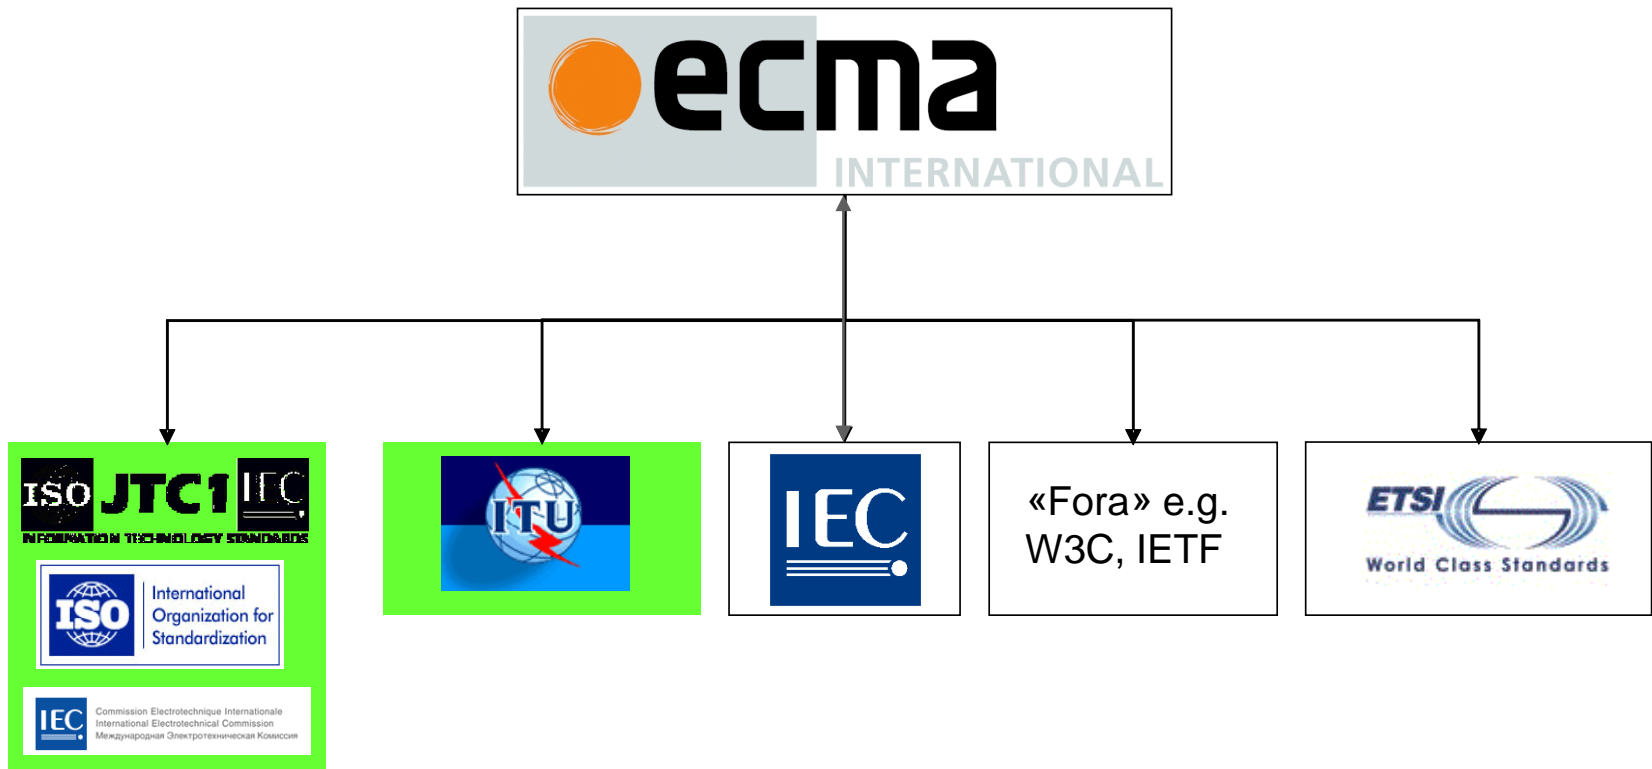 ecma
INTERNATIONAL
ISO JTC1 IEC
INFORMATION TECHNOLOGY STANDARDS
ISO
International
Organization for
Standardization
IEC
Commission Electrotechnique Internationale
International Electrotechnical Commission
Международная Электротехническая Комиссия
ITU
IEC
«Fora» e.g.
W3C, IETF
ETSI
World Class Standards